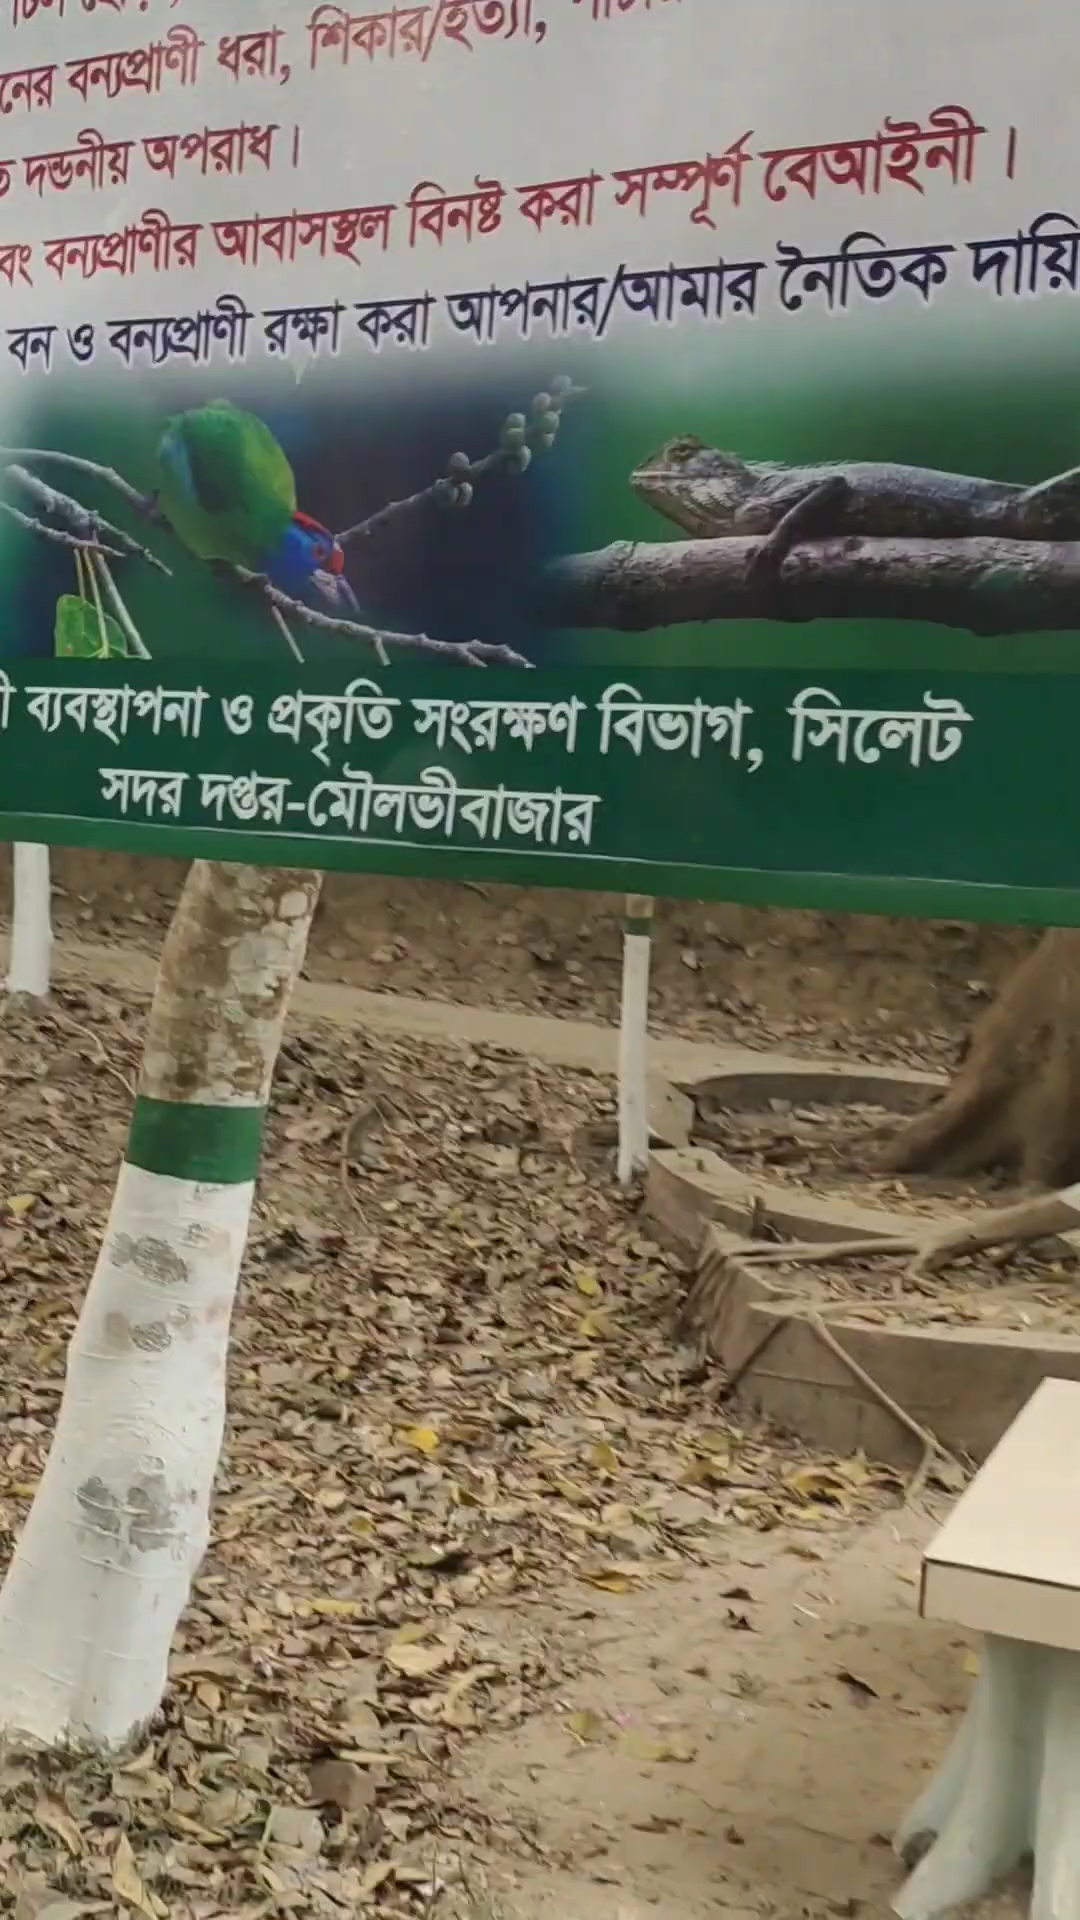 বন্যপ্রাণী ধরা, শিকার/হত্যা,
দন্ডনীয় অপরাধ।
বন্যপ্রাণীর আবাসস্থল বিনষ্ট করা সম্পূর্ণ বেআইনী।
বন ও বন্যপ্রাণী রক্ষা করা আপনার/আমার নৈতিক
ব্যবস্থাপনা ও প্রকৃতি সংরক্ষণ বিভাগ, সিলেট
সদর দপ্তর-মৌলভীবাজার